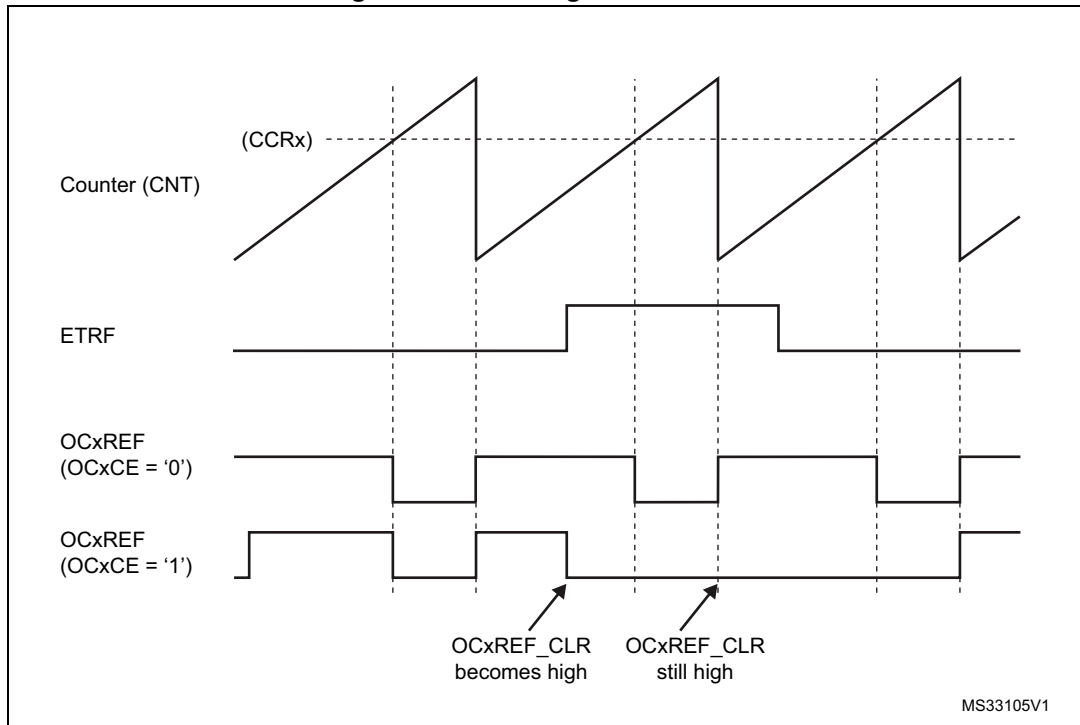 (CCRx)
Counter (CNT)
ETRF
OCxREF
(OCxCE = ‘0’)
OCxREF
(OCxCE = ‘1’)
OCxREF_CLR
becomes high
OCxREF_CLR
still high
MS33105V1